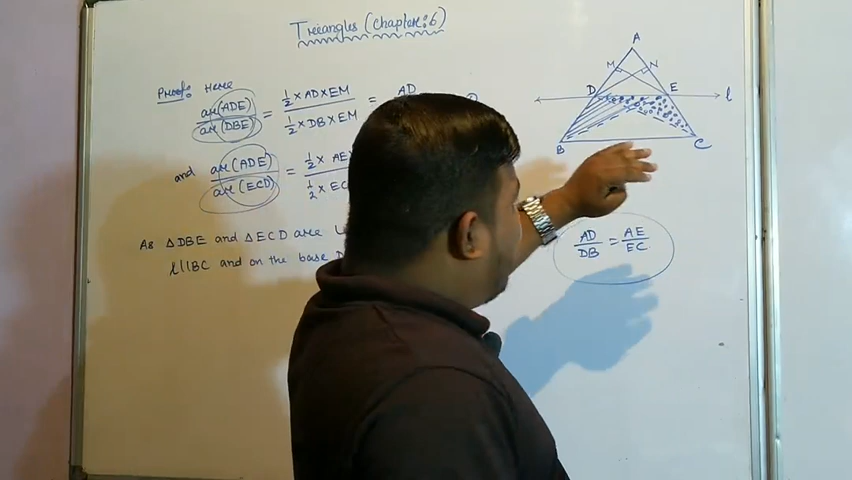 Triangles (Chapter:6)
Proof: Here
ar(ADE) / ar(DBE) = ½ × AD × EM / ½ × DB × EM = AD
and ar(ADE) / ar(ECD) = ½ × AE / ½ × EC
As △DBE and △ECD are
l||BC and on the base
A
M N
D E l
B C
AD/DB = AE/EC